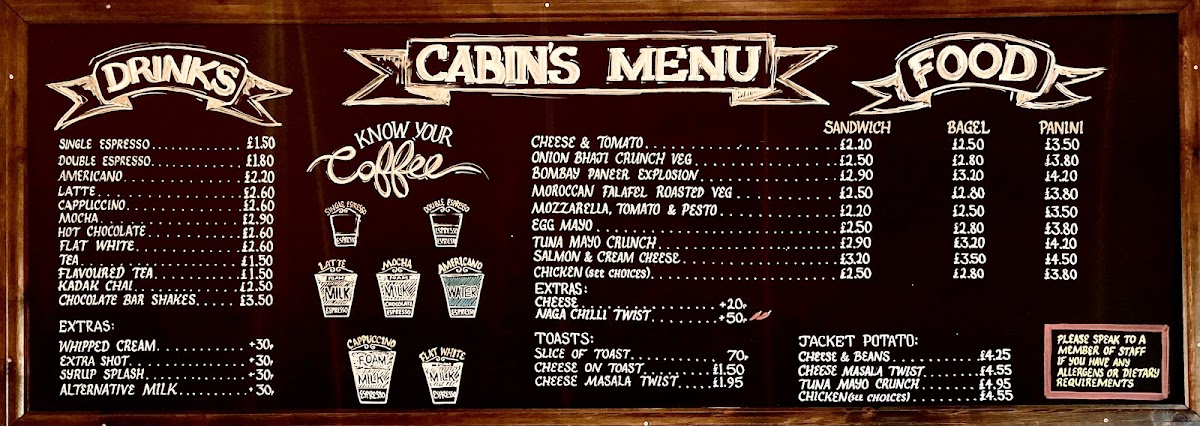 CABIN'S MENU
DRINKS
SINGLE ESPRESSO £1.50
DOUBLE ESPRESSO £1.80
AMERICANO £2.20
LATTE £2.60
CAPPUCCINO £2.60
MOCHA £2.90
HOT CHOCOLATE £2.60
FLAT WHITE £2.60
TEA £1.50
FLAVOURED TEA £1.50
KADAK CHAI £2.50
CHOCOLATE BAR SHAKES £3.50
EXTRAS:
WHIPPED CREAM +30P
EXTRA SHOT +30P
SYRUP SPLASH +30P
ALTERNATIVE MILK +30P
KNOW YOUR
Coffee
SINGLE ESPRESSO
ESPRESSO
DOUBLE ESPRESSO
ESPRESSO
ESPRESSO
LATTE
FOAM
MILK
ESPRESSO
MOCHA
FOAM
MILK
CHOCOLATE
ESPRESSO
AMERICANO
WATER
ESPRESSO
CAPPUCCINO
FOAM
MILK
ESPRESSO
FLAT WHITE
MILK
ESPRESSO
FOOD
SANDWICH BAGEL PANINI
CHEESE & TOMATO £2.20 £2.50 £3.50
ONION BHAJI CRUNCH VEG £2.50 £2.80 £3.80
BOMBAY PANEER EXPLOSION £2.90 £3.20 £4.20
MOROCCAN FALAFEL ROASTED VEG £2.50 £2.80 £3.80
MOZZARELLA, TOMATO & PESTO £2.20 £2.50 £3.50
EGG MAYO £2.50 £2.80 £3.80
TUNA MAYO CRUNCH £2.90 £3.20 £4.20
SALMON & CREAM CHEESE £3.20 £3.50 £4.50
CHICKEN (SEE CHOICES) £2.50 £2.80 £3.80
EXTRAS:
CHEESE +20P
NAGA CHILLI TWIST +50P
TOASTS:
SLICE OF TOAST 70P
CHEESE ON TOAST £1.50
CHEESE MASALA TWIST £1.95
JACKET POTATO:
CHEESE & BEANS £4.25
CHEESE MASALA TWIST £4.55
TUNA MAYO CRUNCH £4.95
CHICKEN (SEE CHOICES) £4.55
PLEASE SPEAK TO A
MEMBER OF STAFF
IF YOU HAVE ANY
ALLERGENS OR DIETARY
REQUIREMENTS